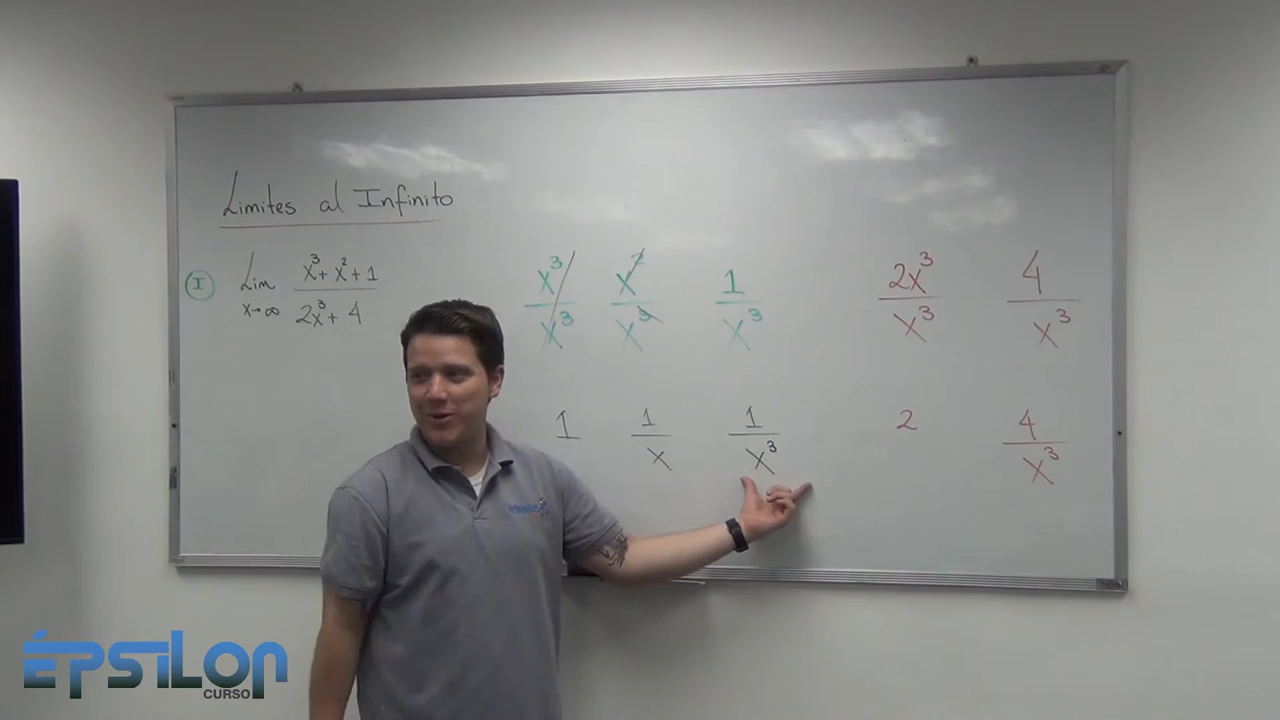 Limites al Infinito
I Lim x→∞ (x³ + x² + 1)/(2x³ + 4)
x³/x³ x²/x³ 1/x³ 2x³/x³ 4/x³
1 1/x 1/x³ 2 4/x³
ÉPSILON
CURSO